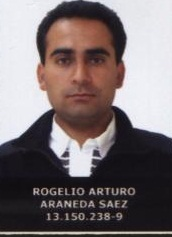 ROGELIO ARTURO
ARANEDA SAEZ
13.150.238-9